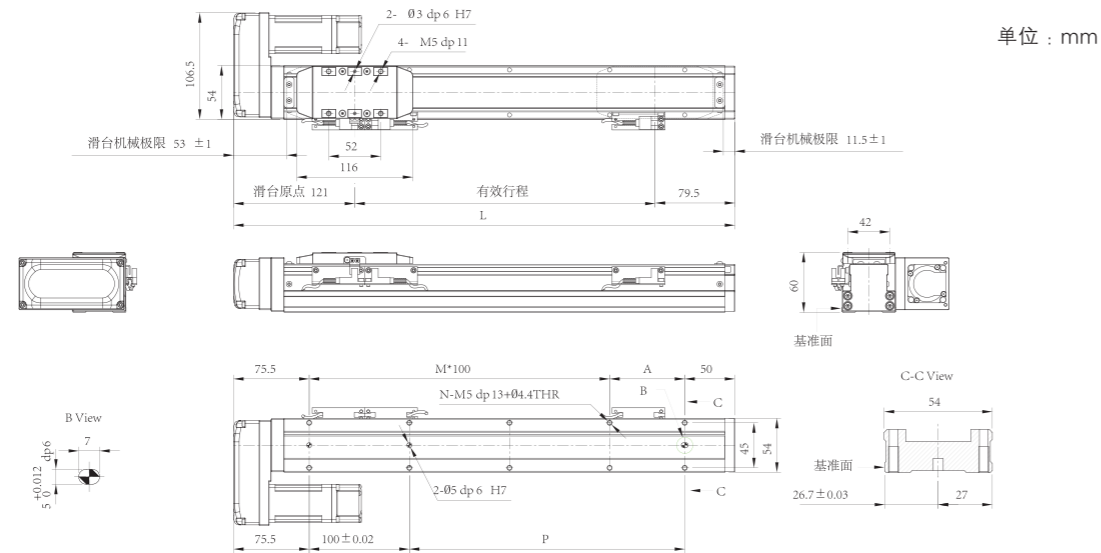 单位：mm
2- Ø3 dp 6 H7
4- M5 dp 11
106.5
54
滑台机械极限 53 ±1
滑台机械极限 11.5±1
52
116
滑台原点 121
有效行程
79.5
L
42
60
基准面
75.5
M*100
A
50
N-M5 dp 13+Ø4.4THR
B
C
C-C View
54
B View
7
dp6
5 +0.012 0
45
54
基准面
2-Ø5 dp 6 H7
C
26.7±0.03
27
75.5
100±0.02
P